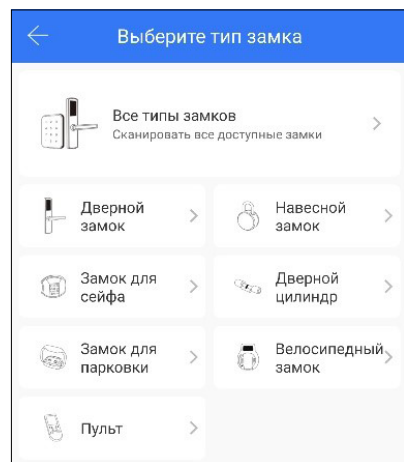 Выберите тип замка
Все типы замков
Сканировать все доступные замки
Дверной
замок
Навесной
замок
Замок для
сейфа
Дверной
цилиндр
Замок для
парковки
Велосипедный
замок
Пульт